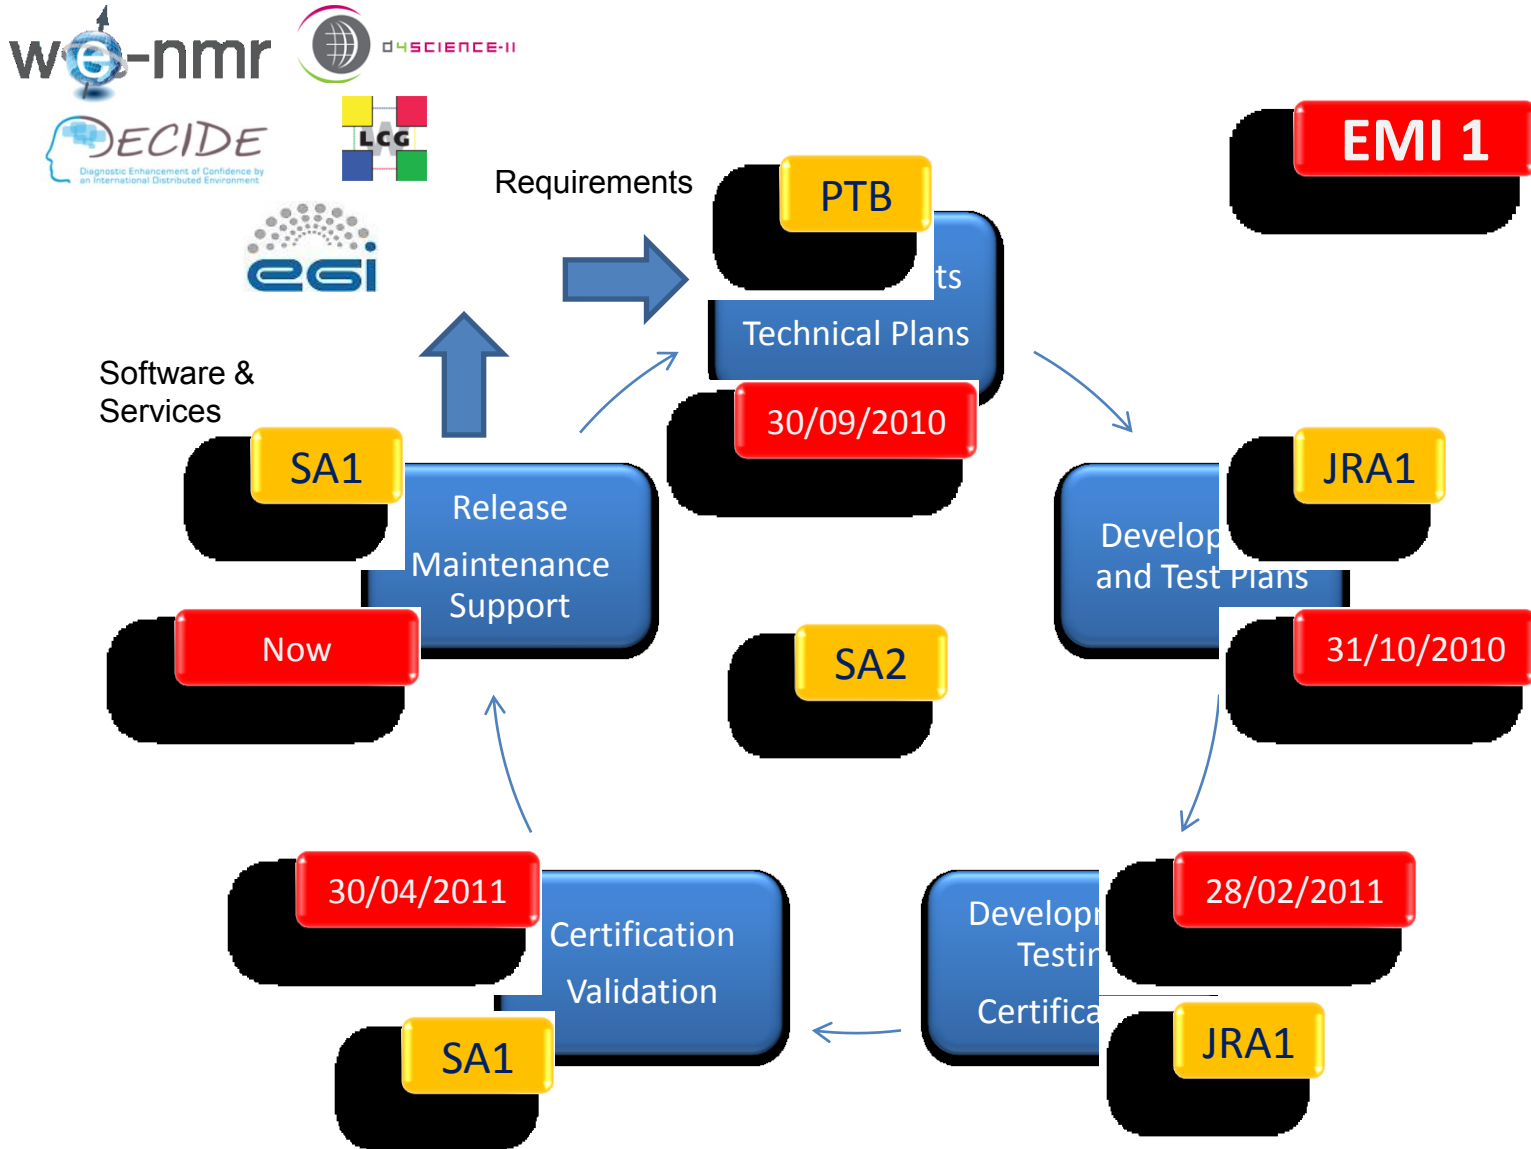 we-nmr
d4science-II
DECIDE
Diagnostic Enhancement of Confidence by
an International Distributed Environment
LCG
egi
EMI 1
Requirements
PTB
ts
Technical Plans
30/09/2010
Software &
Services
SA1
Release
Maintenance
Support
Now
JRA1
Develop
and Test Plans
31/10/2010
SA2
30/04/2011
Certification
Validation
SA1
28/02/2011
Develop
Testin
Certifica
JRA1